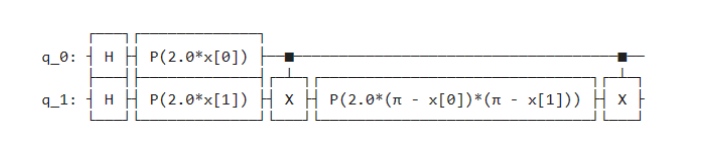 q_0: H P(2.0*x[0])
q_1: H P(2.0*x[1]) X P(2.0*(π - x[0])*(π - x[1])) X